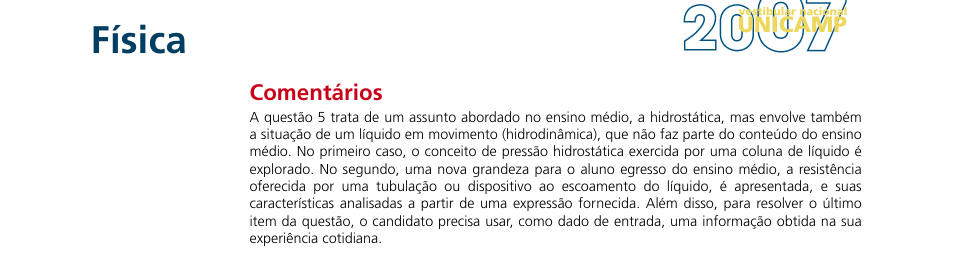 Física
2007
vestibular nacional
UNICAMP
Comentários
A questão 5 trata de um assunto abordado no ensino médio, a hidrostática, mas envolve também
a situação de um líquido em movimento (hidrodinâmica), que não faz parte do conteúdo do ensino
médio. No primeiro caso, o conceito de pressão hidrostática exercida por uma coluna de líquido é
explorado. No segundo, uma nova grandeza para o aluno egresso do ensino médio, a resistência
oferecida por uma tubulação ou dispositivo ao escoamento do líquido, é apresentada, e suas
características analisadas a partir de uma expressão fornecida. Além disso, para resolver o último
item da questão, o candidato precisa usar, como dado de entrada, uma informação obtida na sua
experiência cotidiana.